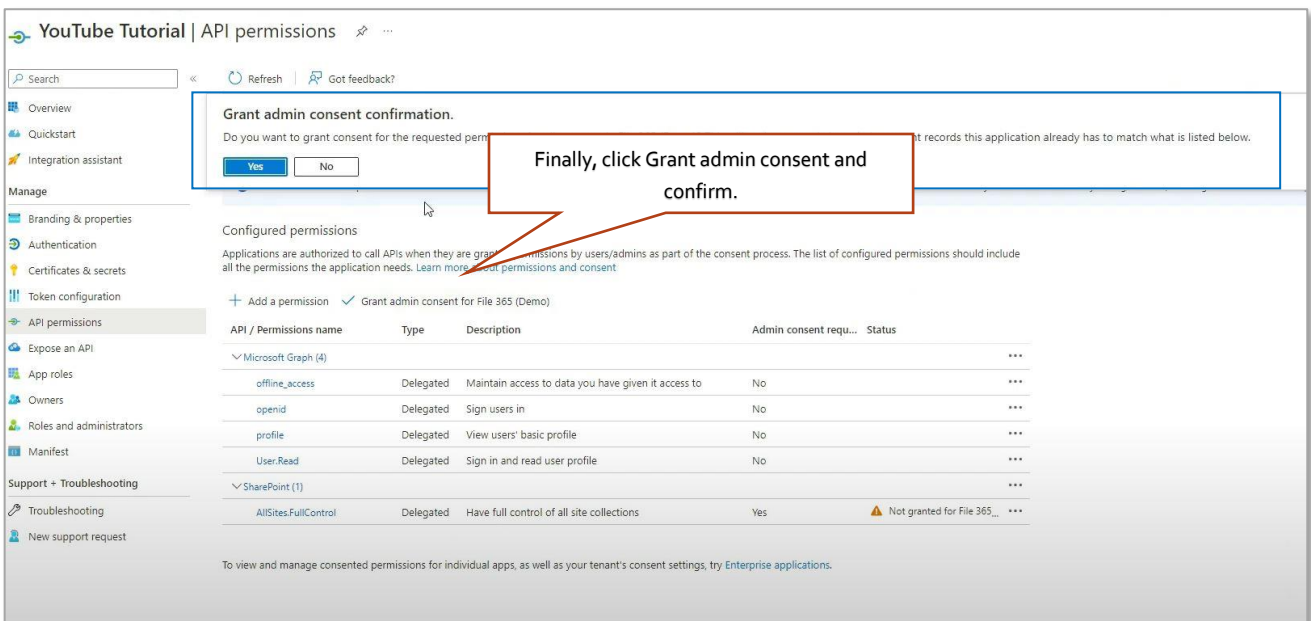 YouTube Tutorial | API permissions
Search
Refresh
Got feedback?
Overview
Quickstart
Integration assistant
Manage
Branding & properties
Authentication
Certificates & secrets
Token configuration
API permissions
Expose an API
App roles
Owners
Roles and administrators
Manifest
Support + Troubleshooting
Troubleshooting
New support request
Grant admin consent confirmation.
Do you want to grant consent for the requested records this application already has to match what is listed below.
Yes
No
Finally, click Grant admin consent and
confirm.
Configured permissions
Applications are authorized to call APIs when they are by users/admins as part of the consent process. The list of configured permissions should include
all the permissions the application needs. Learn more about permissions and consent
Add a permission
Grant admin consent for File 365 (Demo)
API / Permissions name Type Description Admin consent requ... Status
Microsoft Graph (4)
offline_access Delegated Maintain access to data you have given it access to No
openid Delegated Sign users in No
profile Delegated View users' basic profile No
User.Read Delegated Sign in and read user profile No
SharePoint (1)
AllSites.FullControl Delegated Have full control of all site collections Yes Not granted for File 365...
To view and manage consented permissions for individual apps, as well as your tenant's consent settings, try Enterprise applications.